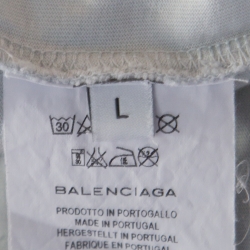 L
30
BALENCIAGA
PRODOTTO IN PORTOGALLO
MADE IN PORTUGAL
HERGESTELLT IN PORTUGAL
FABRIQUE EN PORTUGAL